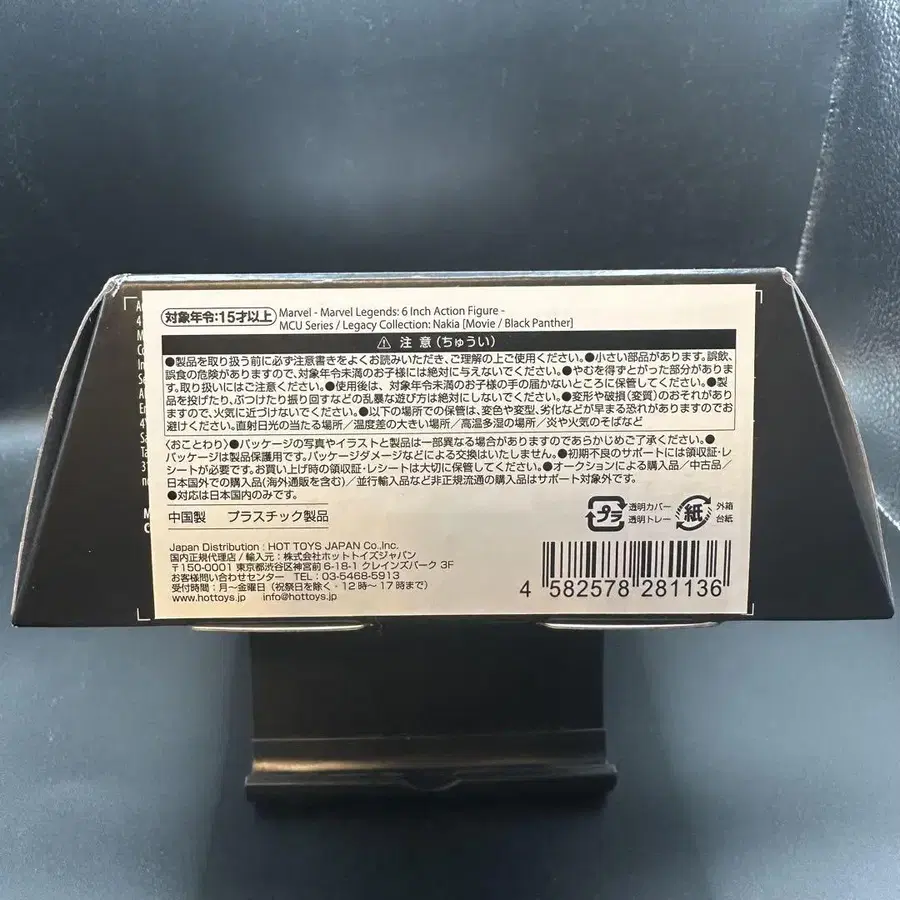 対象年令:15才以上
Marvel - Marvel Legends: 6 Inch Action Figure -
MCU Series / Legacy Collection: Nakia [Movie / Black Panther]
注意(ちゅうい)
●製品を取り扱う前に必ず注意書きをよくお読みいただき、ご理解の上ご使用ください。●小さい部品があります。誤飲、
誤食の危険がありますので、対象年令未満のお子様には絶対に与えないでください。●やむを得ずとがった部分がありま
す。取り扱いにはご注意ください。●使用後は、対象年令未満のお子様の手の届かないところに保管してください。●製
品を投げたり、ぶつけたり振り回すなどの乱暴な遊び方は絶対にしないでください。●変形や破損(変質)のおそれがありま
すので、火気に近づけないでください。●以下の場所での保管は、変色や変型、劣化などが早まる恐れがありますのでお
避けください。直射日光の当たる場所/温度差の大きい場所/高温多湿の場所/炎や火気のそばなど
〈おことわり〉●パッケージの写真やイラストと製品は一部異なる場合がありますのであらかじめご了承ください。●
パッケージは製品保護用です。パッケージダメージなどによる交換はいたしません。●初期不良のサポートには領収証・レ
シートが必要です。お買い上げ時の領収証・レシートは大切に保管してください。●オークションによる購入品/中古品/
日本国外での購入品(海外通販を含む)/並行輸入品など非正規流通の購入品はサポート対象外です。
●対応は日本国内のみです。
中国製 プラスチック製品
プラ
透明カバー
透明トレー
紙
外箱
台紙
Japan Distribution : HOT TOYS JAPAN Co.,Inc.
国内正規代理店/輸入元:株式会社ホットトイズジャパン
〒150-0001 東京都渋谷区神宮前 6-18-1 クレインズパーク 3F
お客様問い合わせセンター TEL:03-5468-5913
受付時間:月〜金曜日(祝祭日を除く・12時〜17時まで)
www.hottoys.jp info@hottoys.jp
4 582578 281136